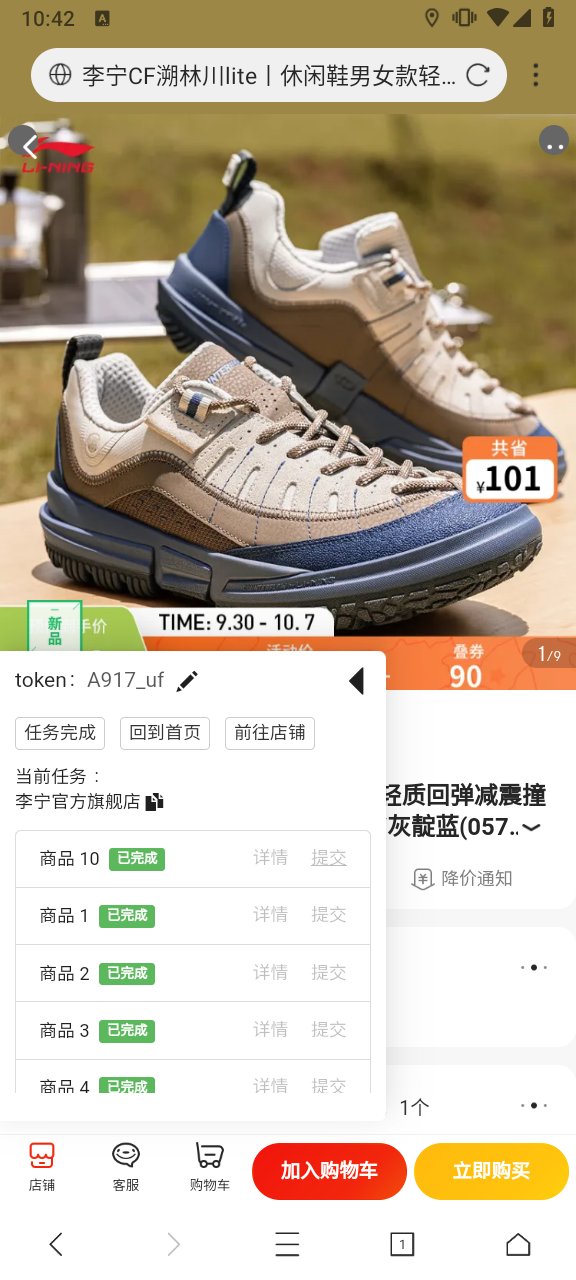 10:42
A
李宁CF溯林川lite丨休闲鞋男女款轻...
LI-NING
共省
¥101
新品
手价
TIME: 9.30 - 10.7
活动价
叠券
90
1/9
token: A917_uf
任务完成 回到首页 前往店铺
当前任务：
李宁官方旗舰店
轻质回弹减震撞
灰靛蓝(057..
降价通知
商品 10 已完成 详情 提交
商品 1 已完成 详情 提交
商品 2 已完成 详情 提交
商品 3 已完成 详情 提交
商品 4 已完成 详情 提交
1个
店铺 客服 购物车 加入购物车 立即购买
1